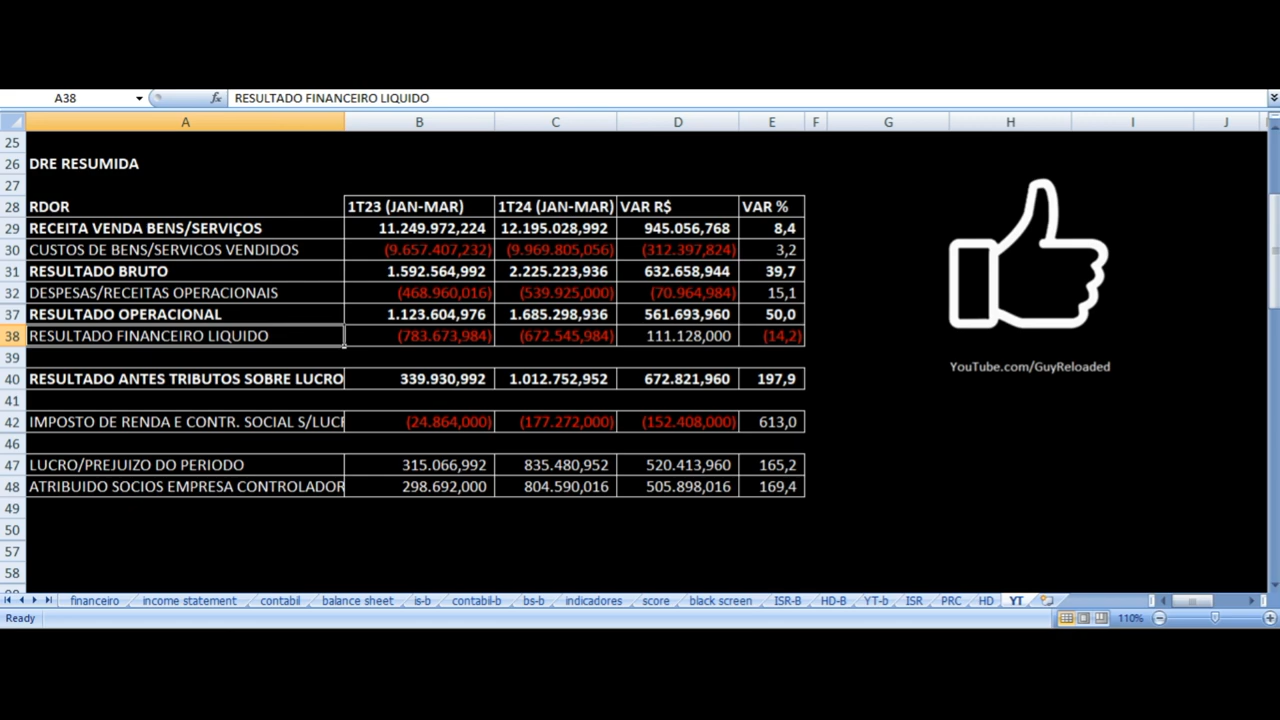 A38 fx RESULTADO FINANCEIRO LIQUIDO
A B C D E F G H I J
25
26 DRE RESUMIDA
27
28 RDOR 1T23 (JAN-MAR) 1T24 (JAN-MAR) VAR R$ VAR %
29 RECEITA VENDA BENS/SERVIÇOS 11.249.972,224 12.195.028,992 945.056,768 8,4
30 CUSTOS DE BENS/SERVICOS VENDIDOS (9.657.407,232) (9.969.805,056) (312.397,824) 3,2
31 RESULTADO BRUTO 1.592.564,992 2.225.223,936 632.658,944 39,7
32 DESPESAS/RECEITAS OPERACIONAIS (468.960,016) (539.925,000) (70.964,984) 15,1
37 RESULTADO OPERACIONAL 1.123.604,976 1.685.298,936 561.693,960 50,0
38 RESULTADO FINANCEIRO LIQUIDO (783.673,984) (672.545,984) 111.128,000 (14,2)
39
40 RESULTADO ANTES TRIBUTOS SOBRE LUCRO 339.930,992 1.012.752,952 672.821,960 197,9
41
42 IMPOSTO DE RENDA E CONTR. SOCIAL S/LUCR (24.864,000) (177.272,000) (152.408,000) 613,0
46
47 LUCRO/PREJUIZO DO PERIODO 315.066,992 835.480,952 520.413,960 165,2
48 ATRIBUIDO SOCIOS EMPRESA CONTROLADOR 298.692,000 804.590,016 505.898,016 169,4
49
50
57
58
YouTube.com/GuyReloaded
financeiro income statement contabil balance sheet is-b contabil-b bs-b indicadores score black screen ISR-B HD-B YT-b ISR PRC HD YT
Ready 110%